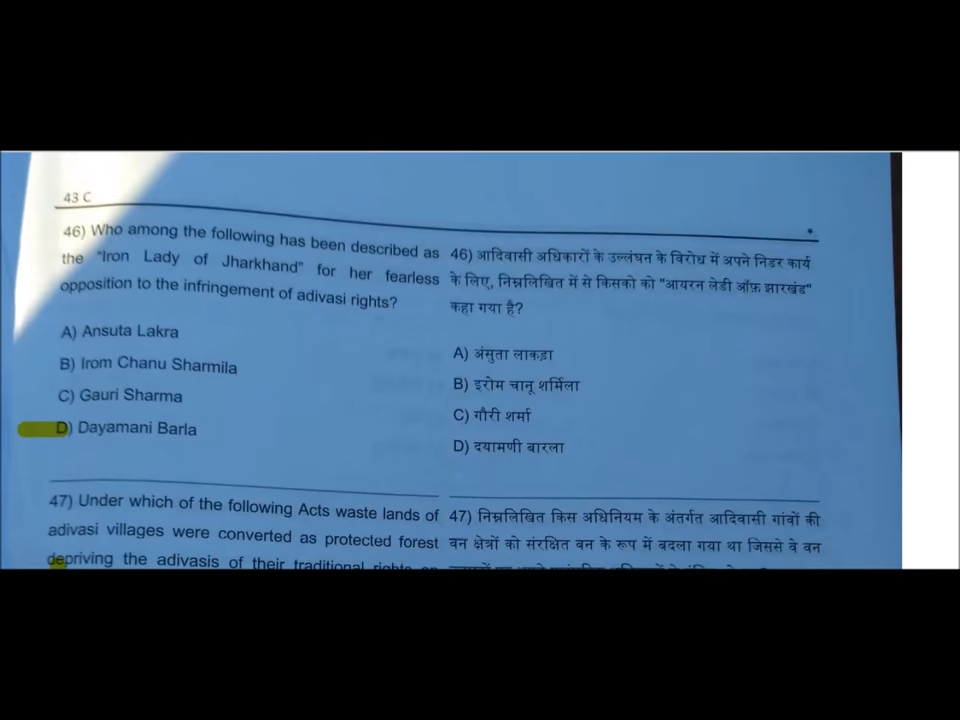 43 C
*
46) Who among the following has been described as
the "Iron Lady of Jharkhand" for her fearless
opposition to the infringement of adivasi rights?
A) Ansuta Lakra
B) Irom Chanu Sharmila
C) Gauri Sharma
D) Dayamani Barla
46) आदिवासी अधिकारों के उल्लंघन के विरोध में अपने निडर कार्य
के लिए, निम्नलिखित में से किसको को "आयरन लेडी ऑफ़ झारखंड"
कहा गया है?
A) अंसुता लाकड़ा
B) इरोम चानू शर्मिला
C) गौरी शर्मा
D) दयामणी बारला
47) Under which of the following Acts waste lands of
adivasi villages were converted as protected forest
depriving the adivasis of their traditional rights on
47) निम्नलिखित किस अधिनियम के अंतर्गत आदिवासी गांवों की
वन क्षेत्रों को संरक्षित वन के रूप में बदला गया था जिससे वे वन